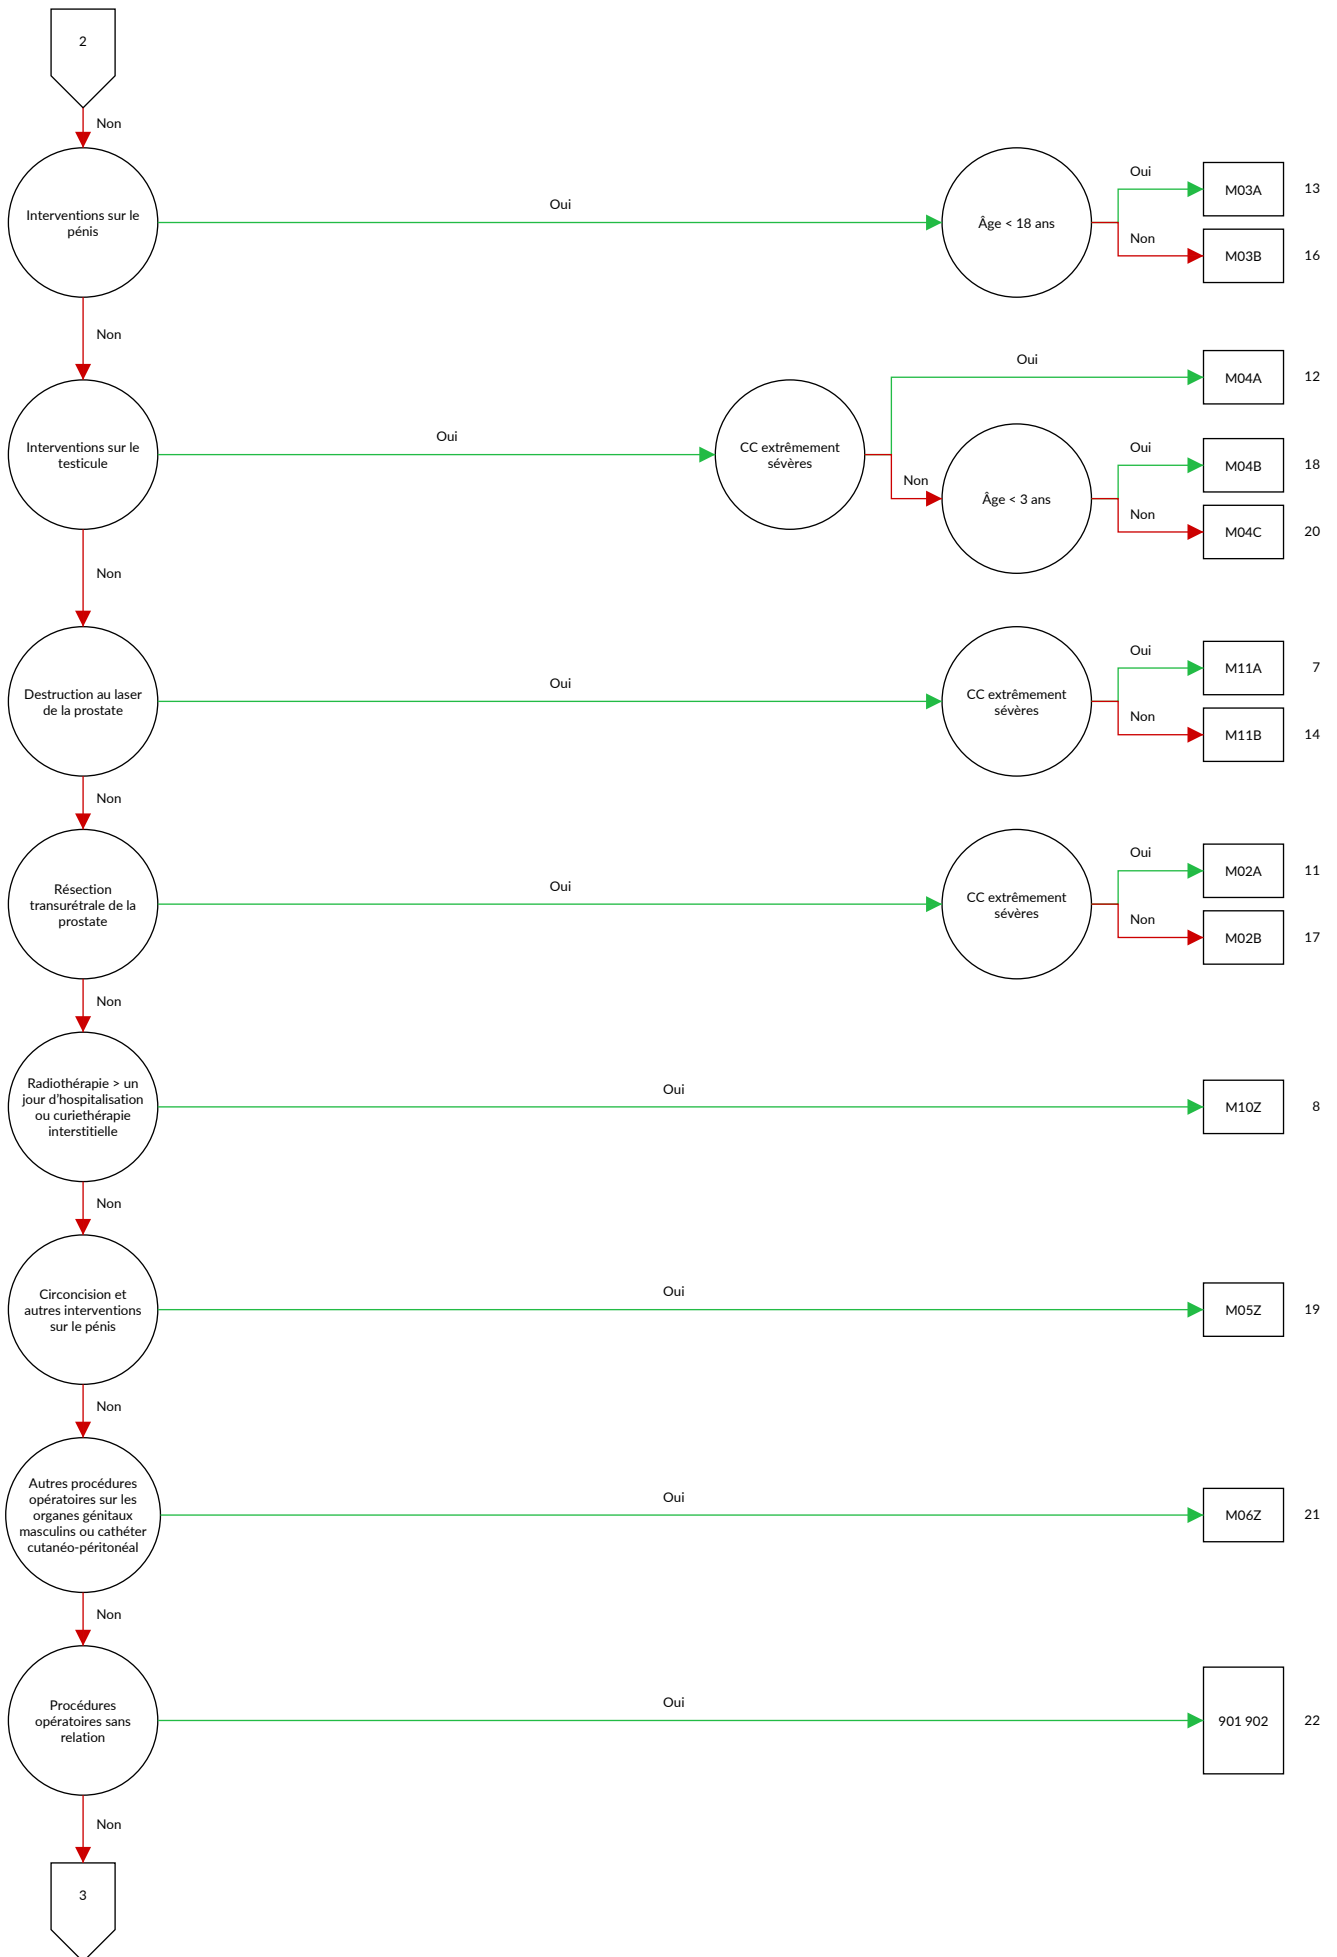 2
Non
Interventions sur le
pénis
Oui
Âge < 18 ans
Oui
M03A
13
Non
M03B
16
Non
Interventions sur le
testicule
Oui
CC extrêmement
sévères
Oui
M04A
12
Non
Âge < 3 ans
Oui
M04B
18
Non
M04C
20
Non
Destruction au laser
de la prostate
Oui
CC extrêmement
sévères
Oui
M11A
7
Non
M11B
14
Non
Résection
transurétrale de la
prostate
Oui
CC extrêmement
sévères
Oui
M02A
11
Non
M02B
17
Non
Radiothérapie > un
jour d’hospitalisation
ou curiethérapie
interstitielle
Oui
M10Z
8
Non
Circoncision et
autres interventions
sur le pénis
Oui
M05Z
19
Non
Autres procédures
opératoires sur les
organes génitaux
masculins ou cathéter
cutanéo-péritonéal
Oui
M06Z
21
Non
Procédures
opératoires sans
relation
Oui
901 902
22
Non
3